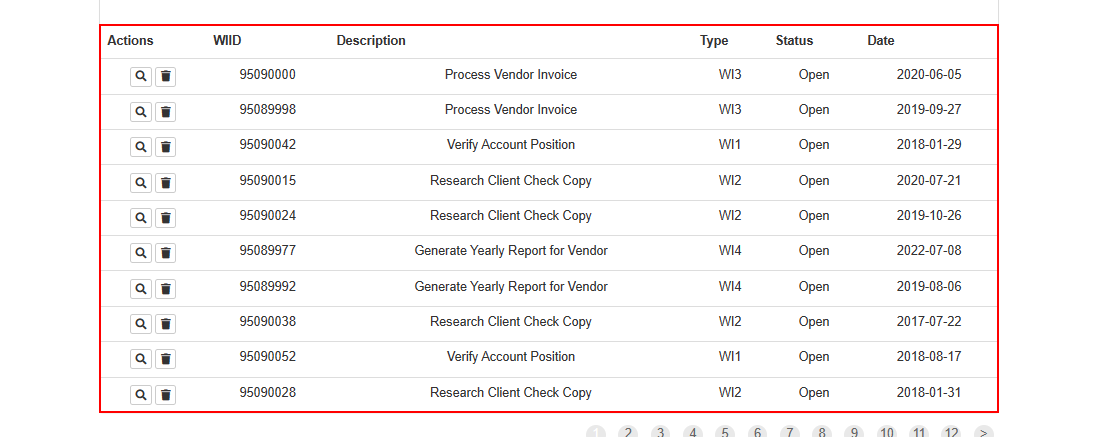 Actions WIID Description Type Status Date
95090000 Process Vendor Invoice WI3 Open 2020-06-05
95089998 Process Vendor Invoice WI3 Open 2019-09-27
95090042 Verify Account Position WI1 Open 2018-01-29
95090015 Research Client Check Copy WI2 Open 2020-07-21
95090024 Research Client Check Copy WI2 Open 2019-10-26
95089977 Generate Yearly Report for Vendor WI4 Open 2022-07-08
95089992 Generate Yearly Report for Vendor WI4 Open 2019-08-06
95090038 Research Client Check Copy WI2 Open 2017-07-22
95090052 Verify Account Position WI1 Open 2018-08-17
95090028 Research Client Check Copy WI2 Open 2018-01-31
1 2 3 4 5 6 7 8 9 10 11 12 >